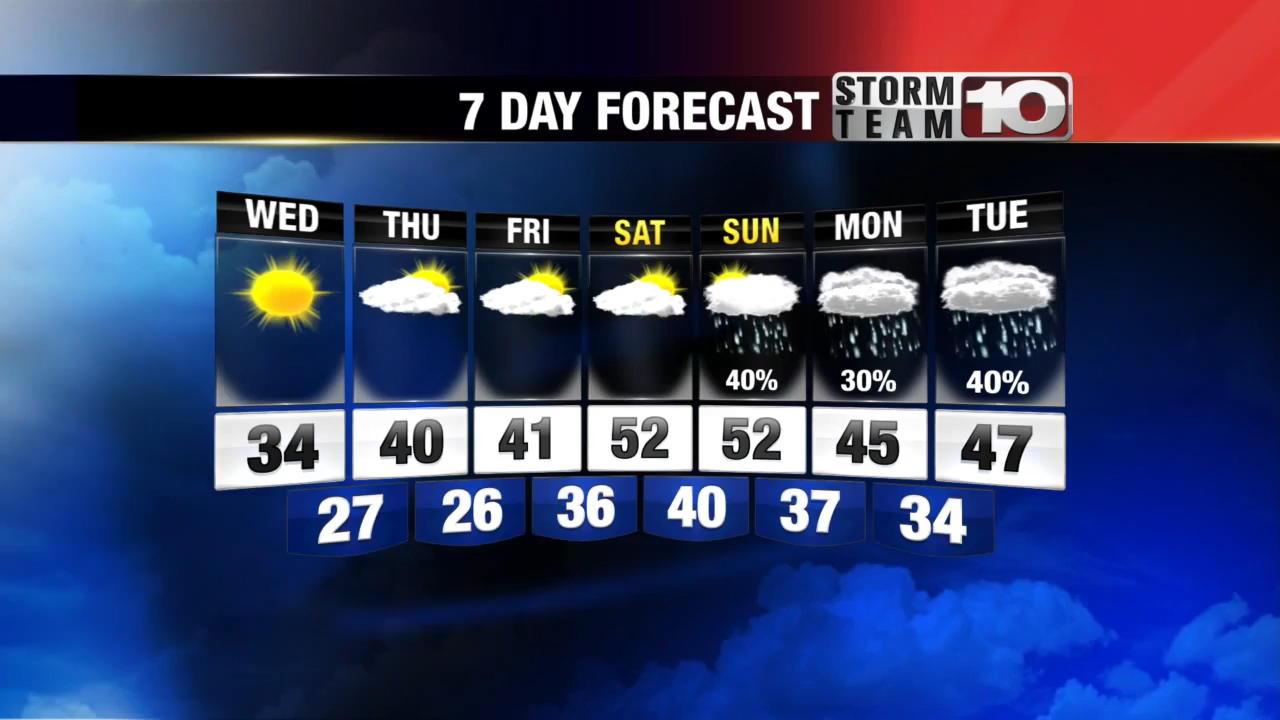 7 DAY FORECAST
STORM
TEAM
10
WED THU FRI SAT SUN MON TUE
40% 30% 40%
34 40 41 52 52 45 47
27 26 36 40 37 34